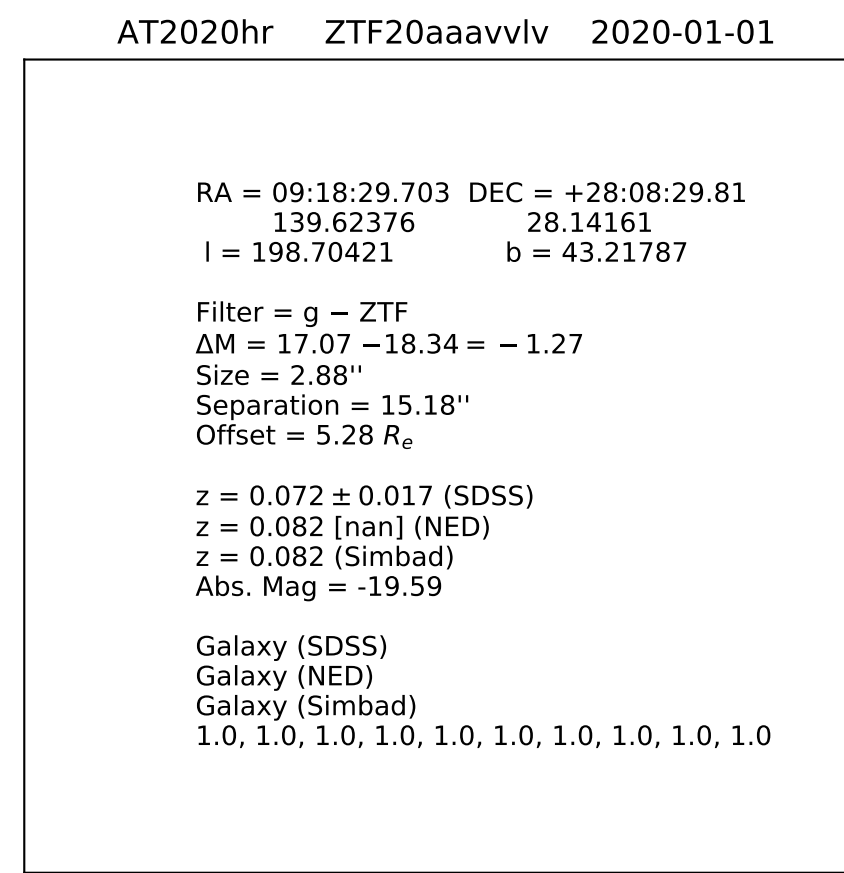 AT2020hr ZTF20aaavvlv 2020-01-01
RA = 09:18:29.703 DEC = +28:08:29.81
139.62376 28.14161
l = 198.70421 b = 43.21787
Filter = g − ZTF
ΔM = 17.07 −18.34 = − 1.27
Size = 2.88''
Separation = 15.18''
Offset = 5.28 Re
z = 0.072 ± 0.017 (SDSS)
z = 0.082 [nan] (NED)
z = 0.082 (Simbad)
Abs. Mag = -19.59
Galaxy (SDSS)
Galaxy (NED)
Galaxy (Simbad)
1.0, 1.0, 1.0, 1.0, 1.0, 1.0, 1.0, 1.0, 1.0, 1.0